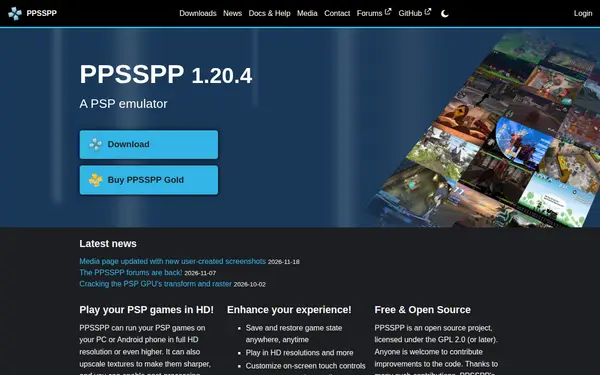 PPSSPP
Downloads News Docs & Help Media Contact Forums GitHub
Login
PPSSPP 1.20.4
A PSP emulator
Download
Buy PPSSPP Gold
Latest news
Media page updated with new user-created screenshots 2026-11-18
The PPSSPP forums are back! 2026-11-07
Cracking the PSP GPU's transform and raster 2026-10-02
Play your PSP games in HD!
PPSSPP can run your PSP games on
your PC or Android phone in full HD
resolution or even higher. It can also
upscale textures to make them sharper,
Enhance your experience!
Save and restore game state
anywhere, anytime
Play in HD resolutions and more
Customize on-screen touch controls
Free & Open Source
PPSSPP is an open source project,
licensed under the GPL 2.0 (or later).
Anyone is welcome to contribute
improvements to the code. Thanks to